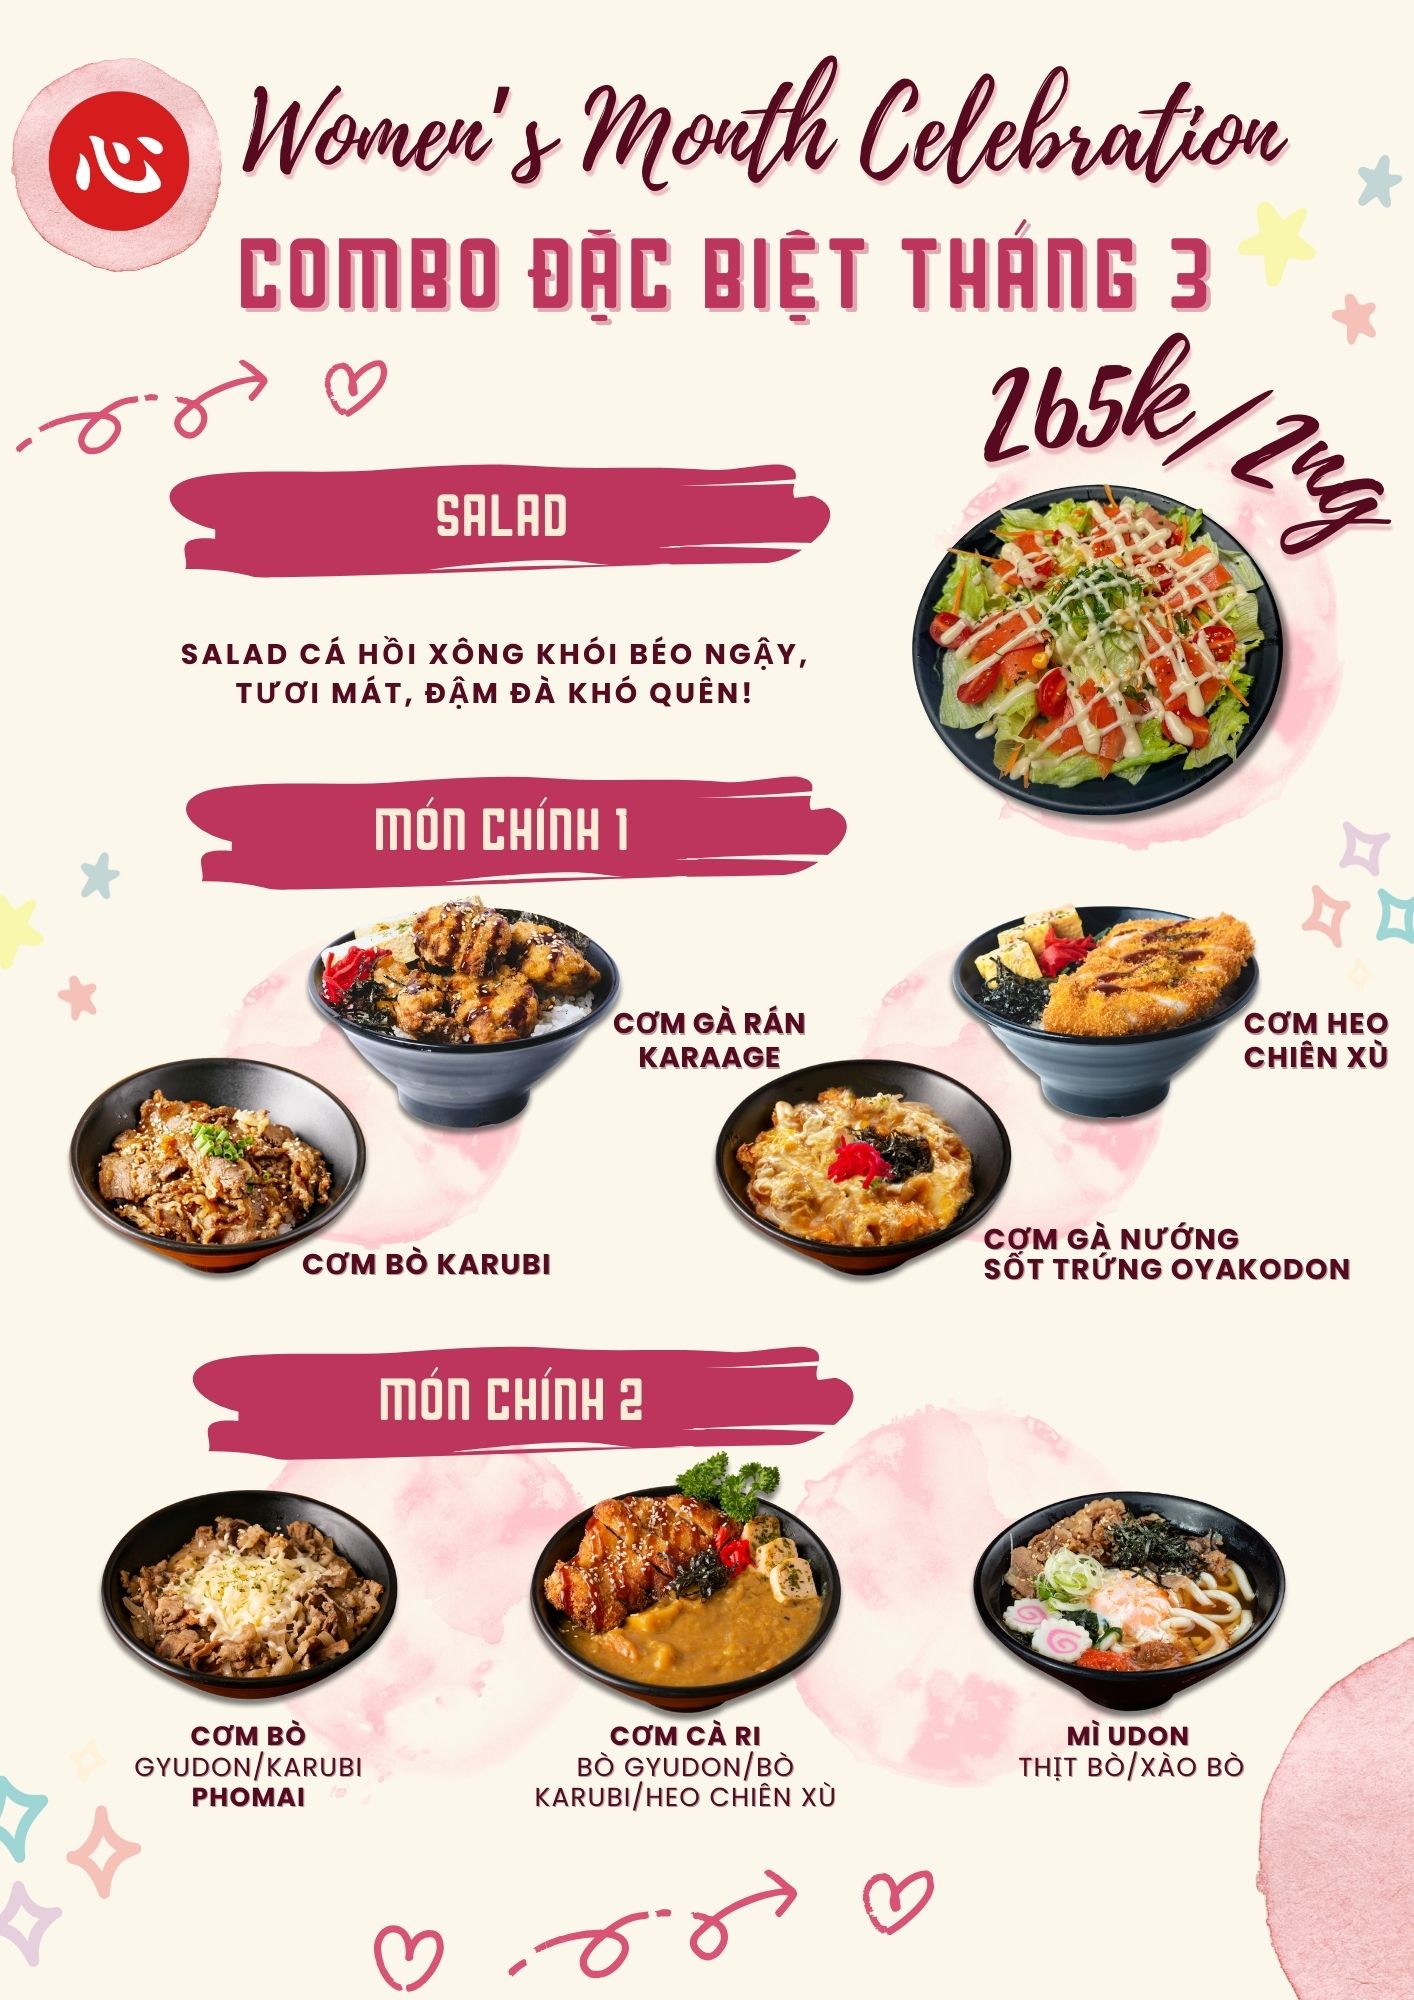 心
Women's Month Celebration
COMBO ĐẶC BIỆT THÁNG 3
265k/2ng
SALAD
SALAD CÁ HỒI XÔNG KHÓI BÉO NGẬY,
TƯƠI MÁT, ĐẬM ĐÀ KHÓ QUÊN!
MÓN CHÍNH 1
CƠM GÀ RÁN
KARAAGE
CƠM HEO
CHIÊN XÙ
CƠM BÒ KARUBI
CƠM GÀ NƯỚNG
SỐT TRỨNG OYAKODON
MÓN CHÍNH 2
CƠM BÒ
GYUDON/KARUBI
PHOMAI
CƠM CÀ RI
BÒ GYUDON/BÒ
KARUBI/HEO CHIÊN XÙ
MÌ UDON
THỊT BÒ/XÀO BÒ